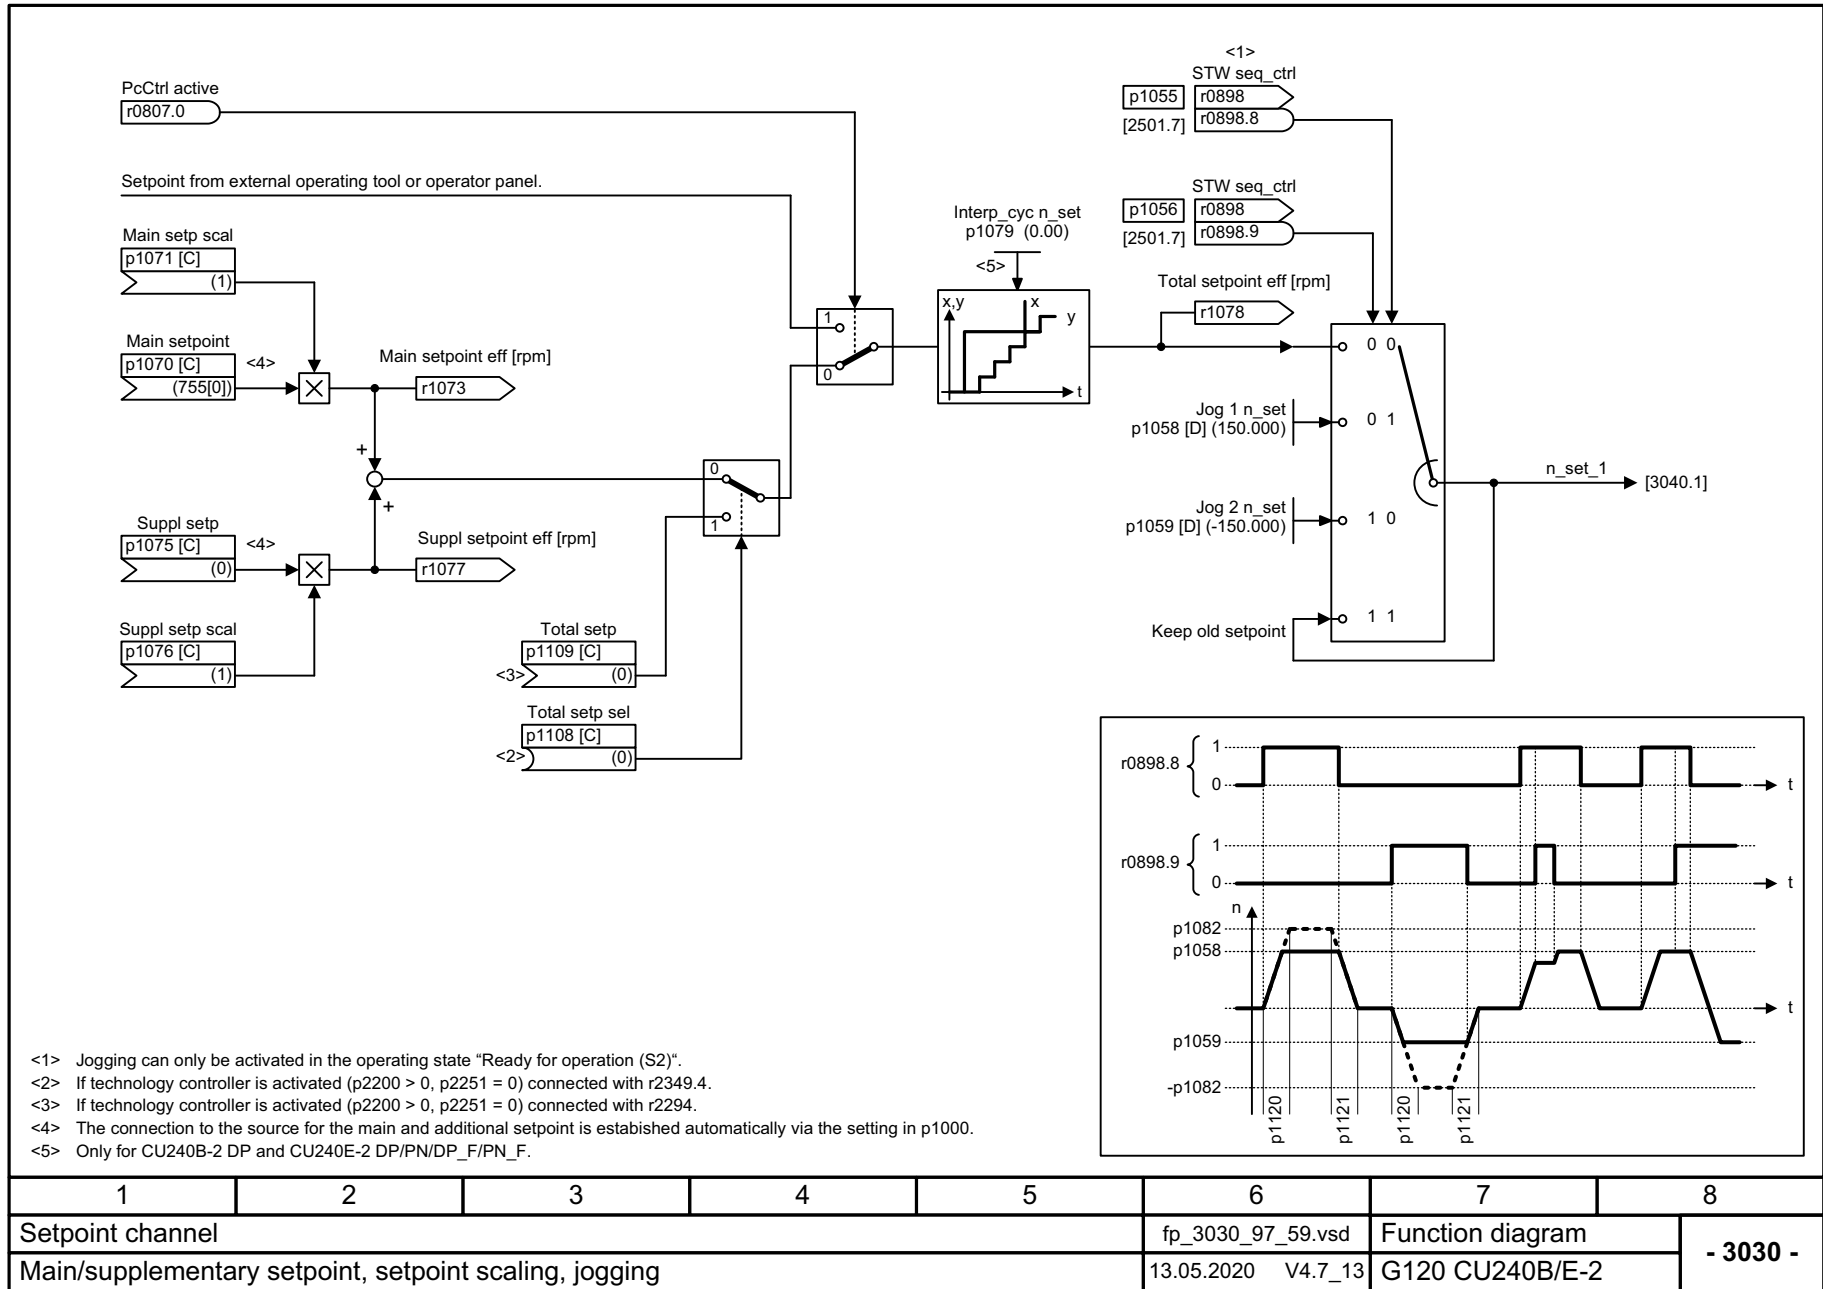 PcCtrl active
r0807.0
Setpoint from external operating tool or operator panel.
Main setp scal
p1071 [C]
(1)
Main setpoint
p1070 [C]
(755[0])
<4>
Main setpoint eff [rpm]
r1073
+
+
Suppl setp
p1075 [C]
(0)
<4>
Suppl setpoint eff [rpm]
r1077
Suppl setp scal
p1076 [C]
(1)
Total setp
p1109 [C]
<3>
(0)
Total setp sel
p1108 [C]
<2>
(0)
0
1
1
0
Interp_cyc n_set
p1079 (0.00)
<5>
x,y
x
y
t
<1>
STW seq_ctrl
p1055
r0898
[2501.7]
r0898.8
STW seq_ctrl
p1056
r0898
[2501.7]
r0898.9
Total setpoint eff [rpm]
r1078
0 0
Jog 1 n_set
p1058 [D] (150.000)
0 1
Jog 2 n_set
p1059 [D] (-150.000)
1 0
Keep old setpoint
1 1
n_set_1
[3040.1]
r0898.8
1
0
t
r0898.9
1
0
t
n
p1082
p1058
t
p1059
-p1082
p1120
p1121
p1120
p1121
<1> Jogging can only be activated in the operating state “Ready for operation (S2)“.
<2> If technology controller is activated (p2200 > 0, p2251 = 0) connected with r2349.4.
<3> If technology controller is activated (p2200 > 0, p2251 = 0) connected with r2294.
<4> The connection to the source for the main and additional setpoint is estabished automatically via the setting in p1000.
<5> Only for CU240B-2 DP and CU240E-2 DP/PN/DP_F/PN_F.
1 2 3 4 5 6 7 8
Setpoint channel
fp_3030_97_59.vsd
Function diagram
- 3030 -
Main/supplementary setpoint, setpoint scaling, jogging
13.05.2020 V4.7_13
G120 CU240B/E-2